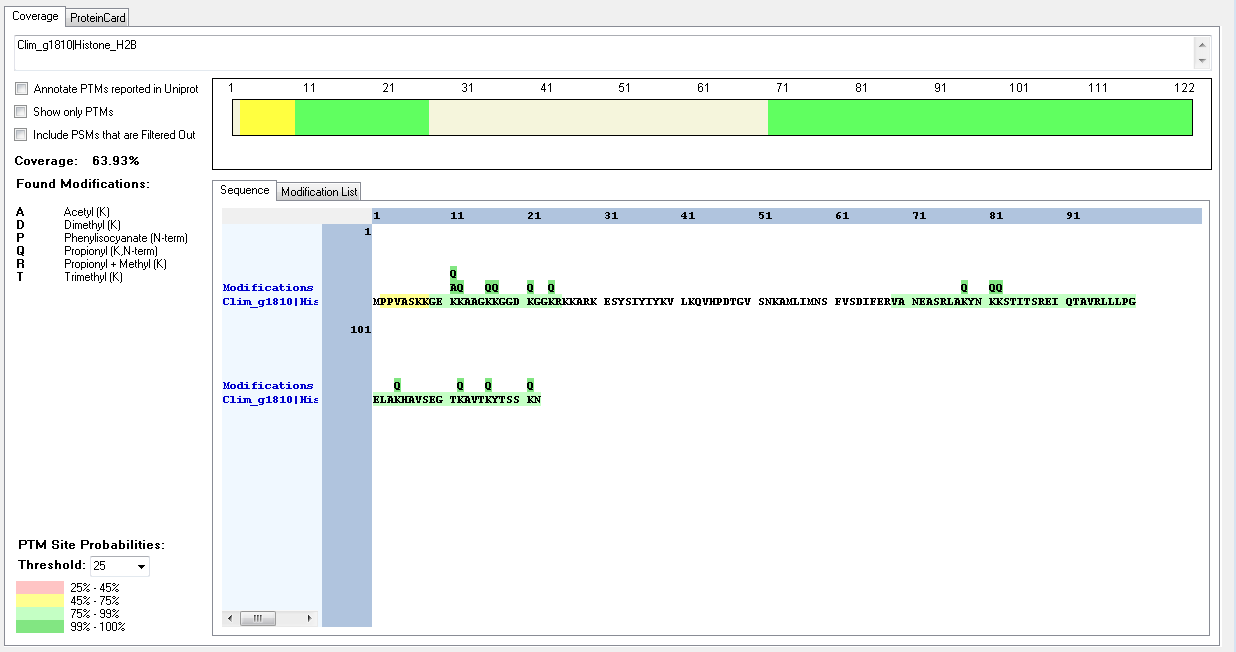 Coverage ProteinCard
Clim_g1810|Histone_H2B
Annotate PTMs reported in Uniprot
Show only PTMs
Include PSMs that are Filtered Out
Coverage: 63.93%
Found Modifications:
A Acetyl (K)
D Dimethyl (K)
P Phenylisocyanate (N-term)
Q Propionyl (K,N-term)
R Propionyl + Methyl (K)
T Trimethyl (K)
1 11 21 31 41 51 61 71 81 91 101 111 122
Sequence Modification List
1 11 21 31 41 51 61 71 81 91
1
Q
Modifications AQ QQ Q Q Q QQ
Clim_g1810|His MPPVASKKGE KKAAGKKGGD KGGKRKKARK ESYSIYIYKV LKQVHPDTGV SNKAMLIMNS FVSDIFERVA NEASRLAKYN KKSTITSREI QTAVRLLLPG
101
Modifications Q Q Q Q
Clim_g1810|His ELAKHAVSEG TKAVTKYTSS KN
PTM Site Probabilities:
Threshold: 25
25% - 45%
45% - 75%
75% - 99%
99% - 100%